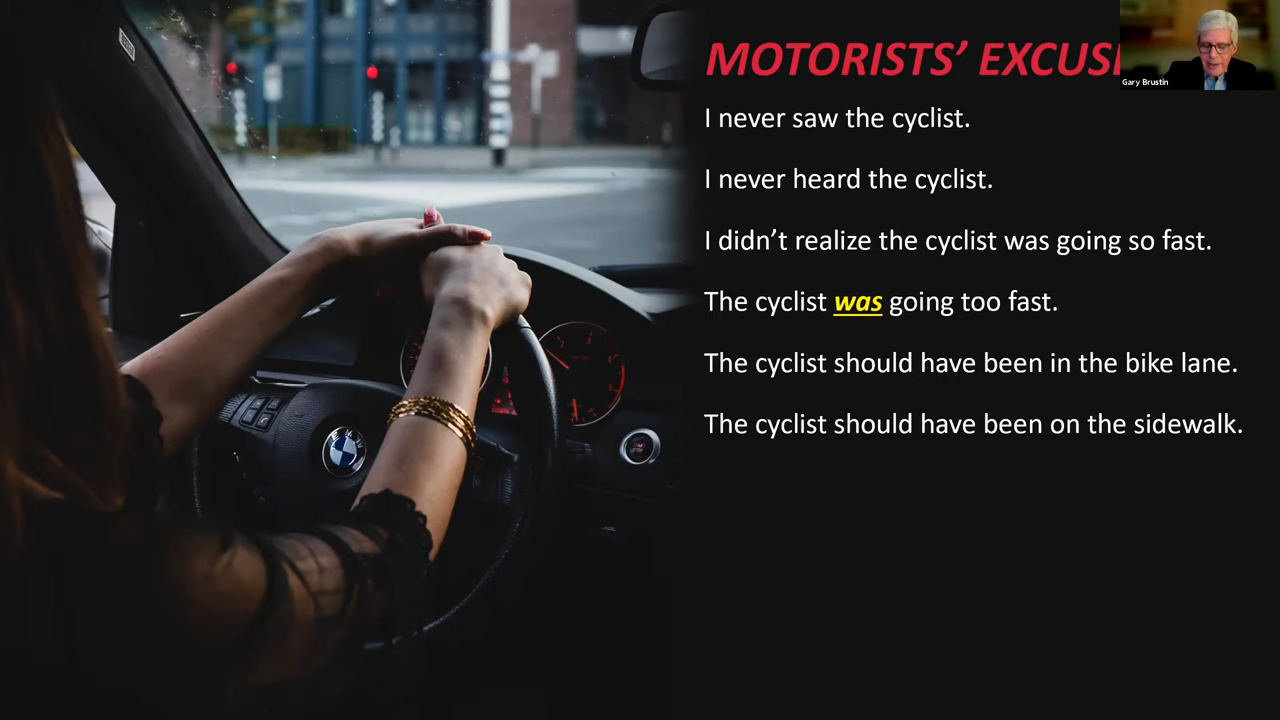 MOTORISTS’ EXCUS
Gary Brustin
I never saw the cyclist.
I never heard the cyclist.
I didn’t realize the cyclist was going so fast.
The cyclist was going too fast.
The cyclist should have been in the bike lane.
The cyclist should have been on the sidewalk.
BMW